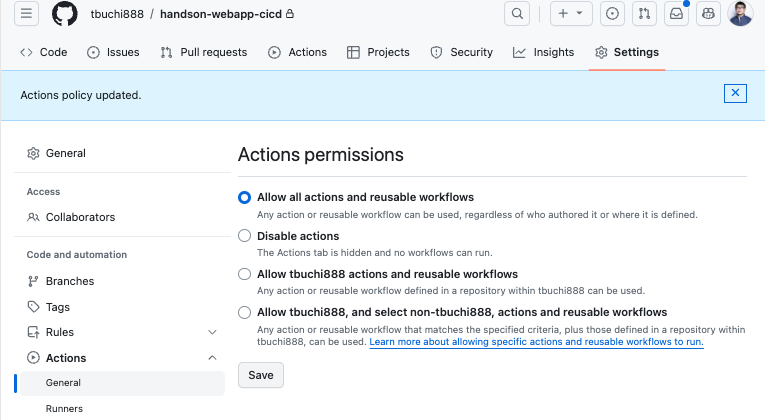 tbuchi888 / handson-webapp-cicd
Code Issues Pull requests Actions Projects Security Insights Settings
Actions policy updated.
General
Access
Collaborators
Code and automation
Branches
Tags
Rules
Actions
General
Runners
Actions permissions
Allow all actions and reusable workflows
Any action or reusable workflow can be used, regardless of who authored it or where it is defined.
Disable actions
The Actions tab is hidden and no workflows can run.
Allow tbuchi888 actions and reusable workflows
Any action or reusable workflow defined in a repository within tbuchi888 can be used.
Allow tbuchi888, and select non-tbuchi888, actions and reusable workflows
Any action or reusable workflow that matches the specified criteria, plus those defined in a repository within
tbuchi888, can be used. Learn more about allowing specific actions and reusable workflows to run.
Save